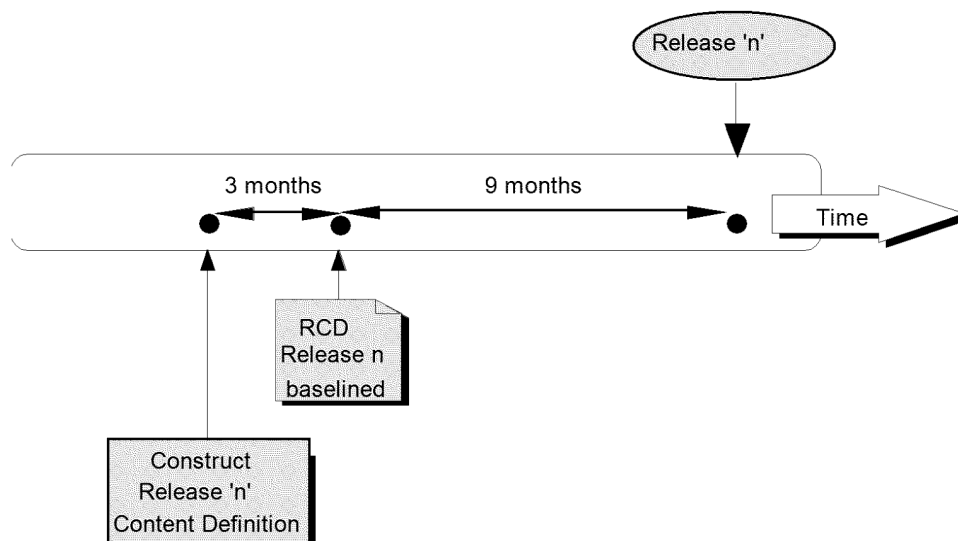 Release 'n'
3 months
9 months
Time
RCD
Release n
baselined
Construct
Release 'n'
Content Definition